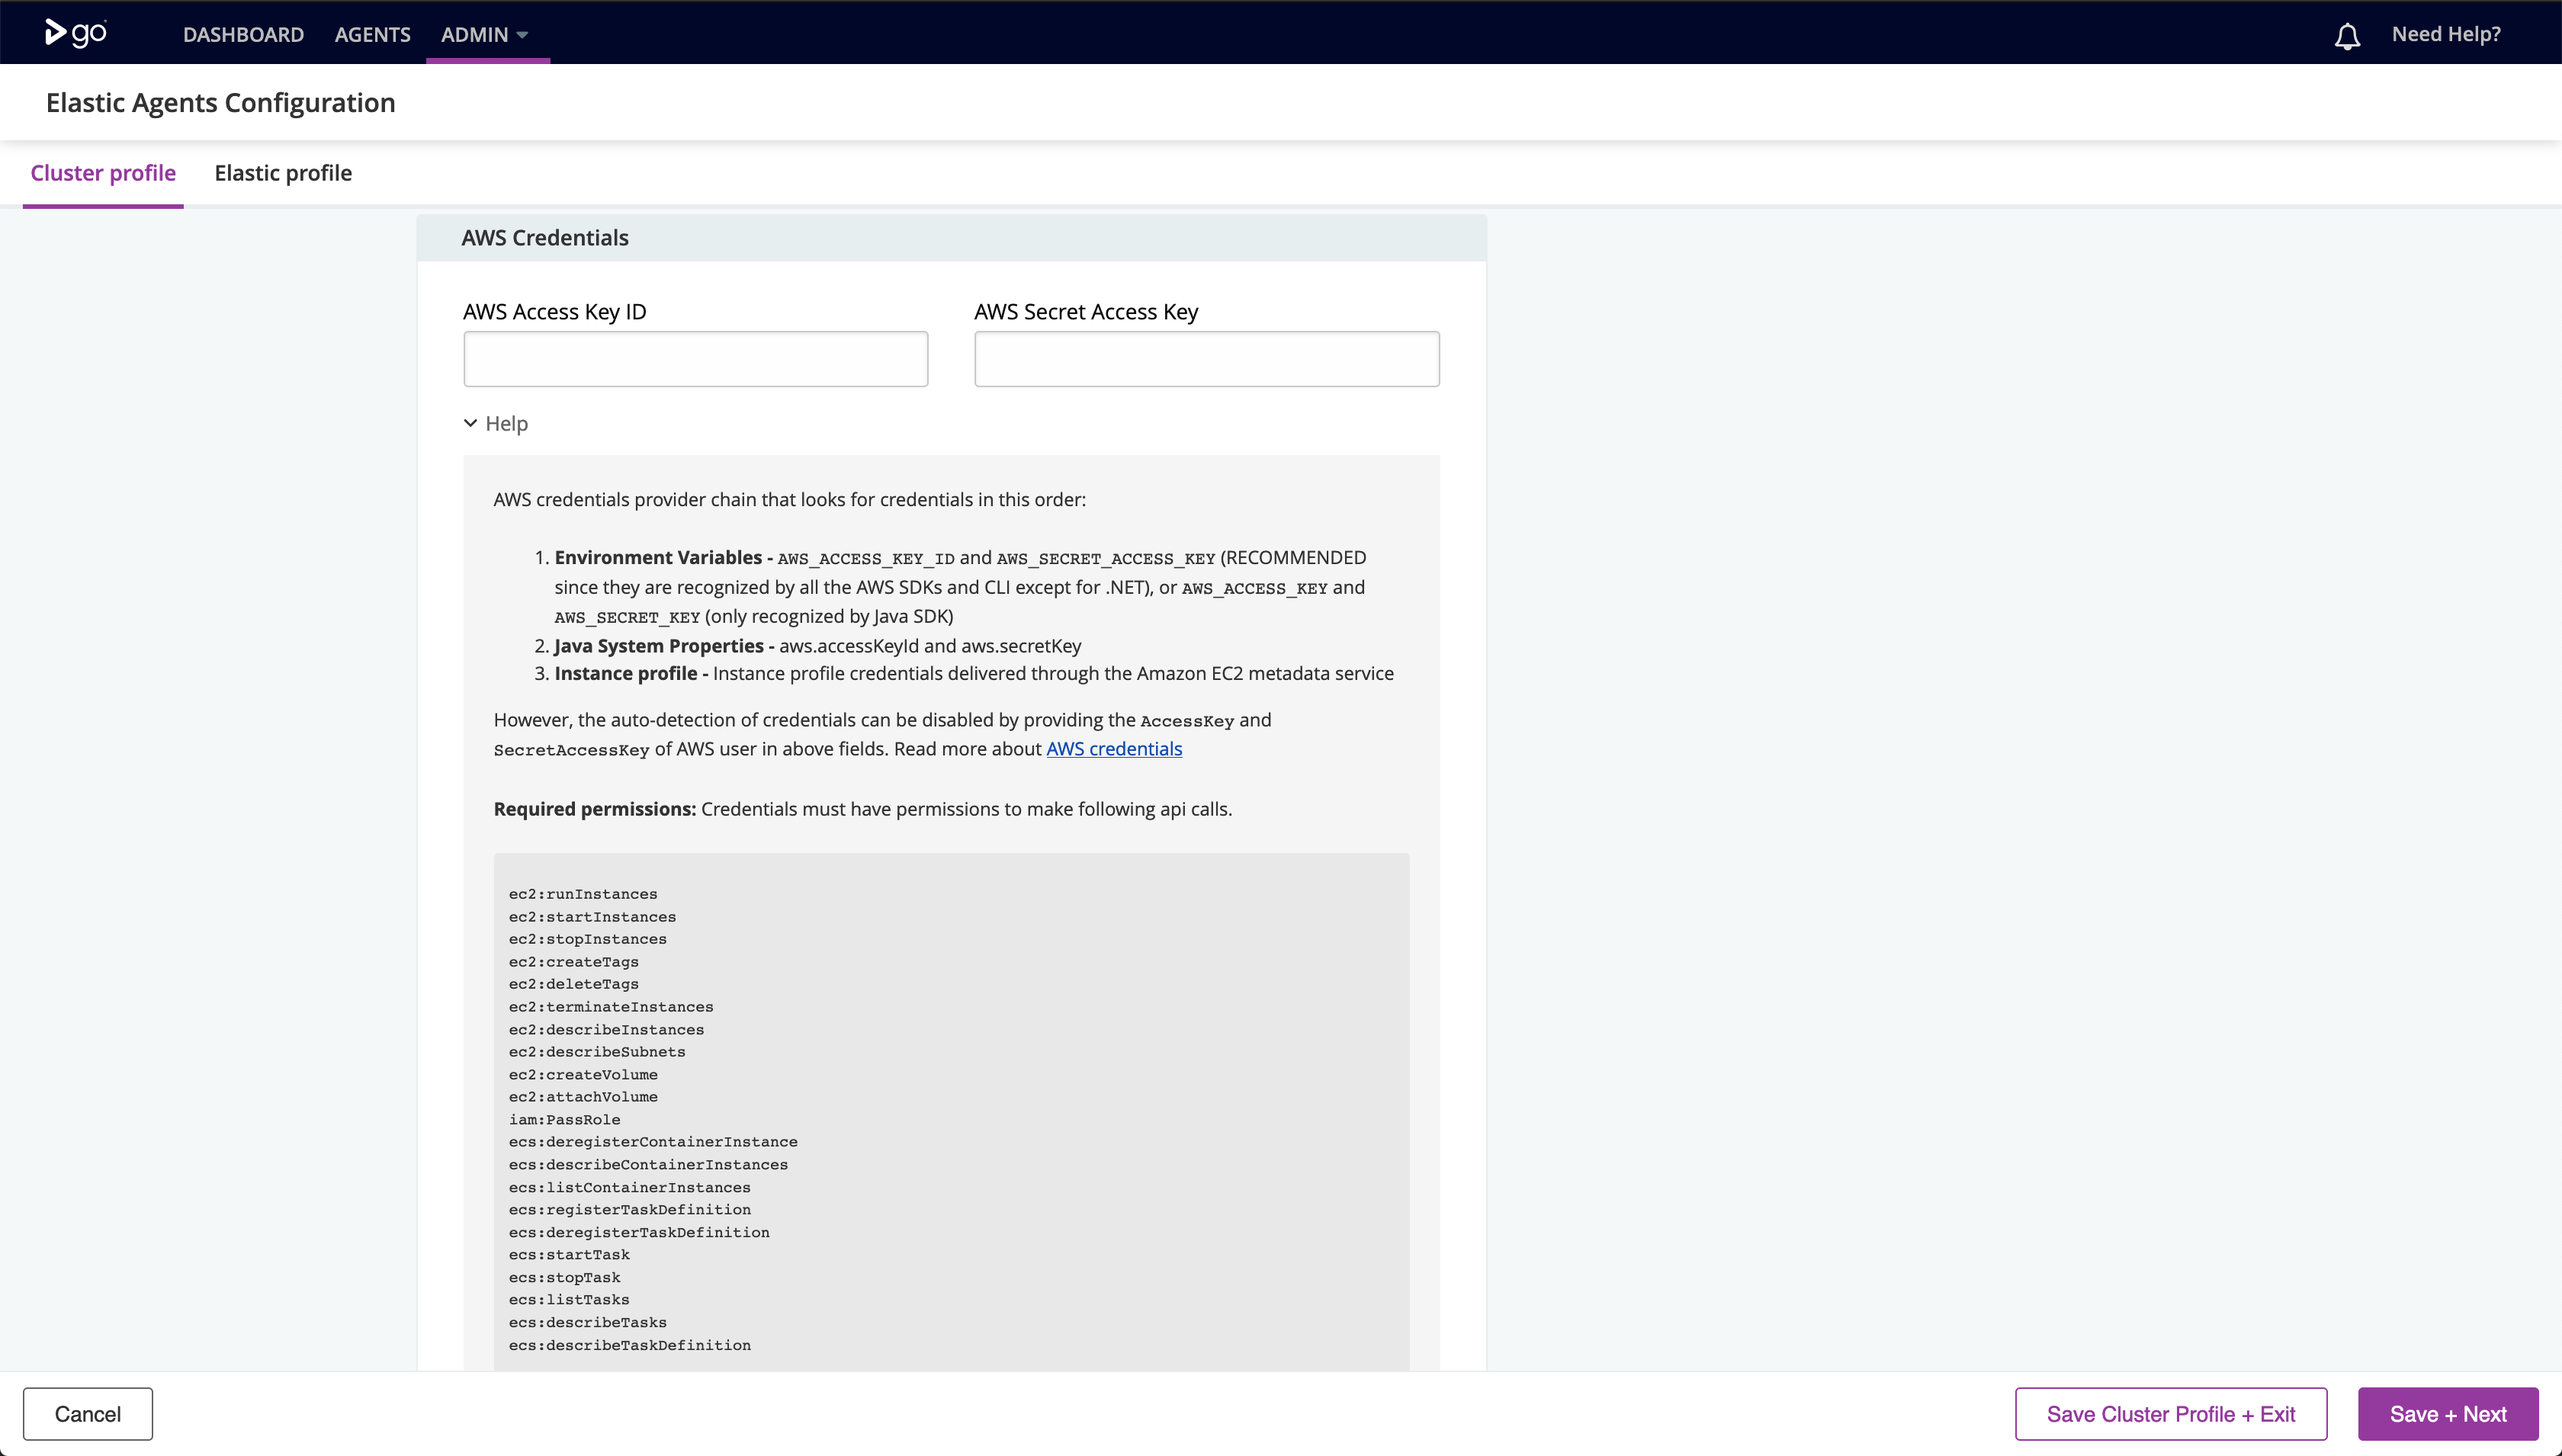 go
DASHBOARD AGENTS ADMIN Need Help?
Elastic Agents Configuration
Cluster profile Elastic profile
AWS Credentials
AWS Access Key ID AWS Secret Access Key
Help
AWS credentials provider chain that looks for credentials in this order:
1. Environment Variables - AWS_ACCESS_KEY_ID and AWS_SECRET_ACCESS_KEY (RECOMMENDED
since they are recognized by all the AWS SDKs and CLI except for .NET), or AWS_ACCESS_KEY and
AWS_SECRET_KEY (only recognized by Java SDK)
2. Java System Properties - aws.accessKeyId and aws.secretKey
3. Instance profile - Instance profile credentials delivered through the Amazon EC2 metadata service
However, the auto-detection of credentials can be disabled by providing the AccessKey and
SecretAccessKey of AWS user in above fields. Read more about AWS credentials
Required permissions: Credentials must have permissions to make following api calls.
ec2:runInstances
ec2:startInstances
ec2:stopInstances
ec2:createTags
ec2:deleteTags
ec2:terminateInstances
ec2:describeInstances
ec2:describeSubnets
ec2:createVolume
ec2:attachVolume
iam:PassRole
ecs:deregisterContainerInstance
ecs:describeContainerInstances
ecs:listContainerInstances
ecs:registerTaskDefinition
ecs:deregisterTaskDefinition
ecs:startTask
ecs:stopTask
ecs:listTasks
ecs:describeTasks
ecs:describeTaskDefinition
Cancel Save Cluster Profile + Exit Save + Next